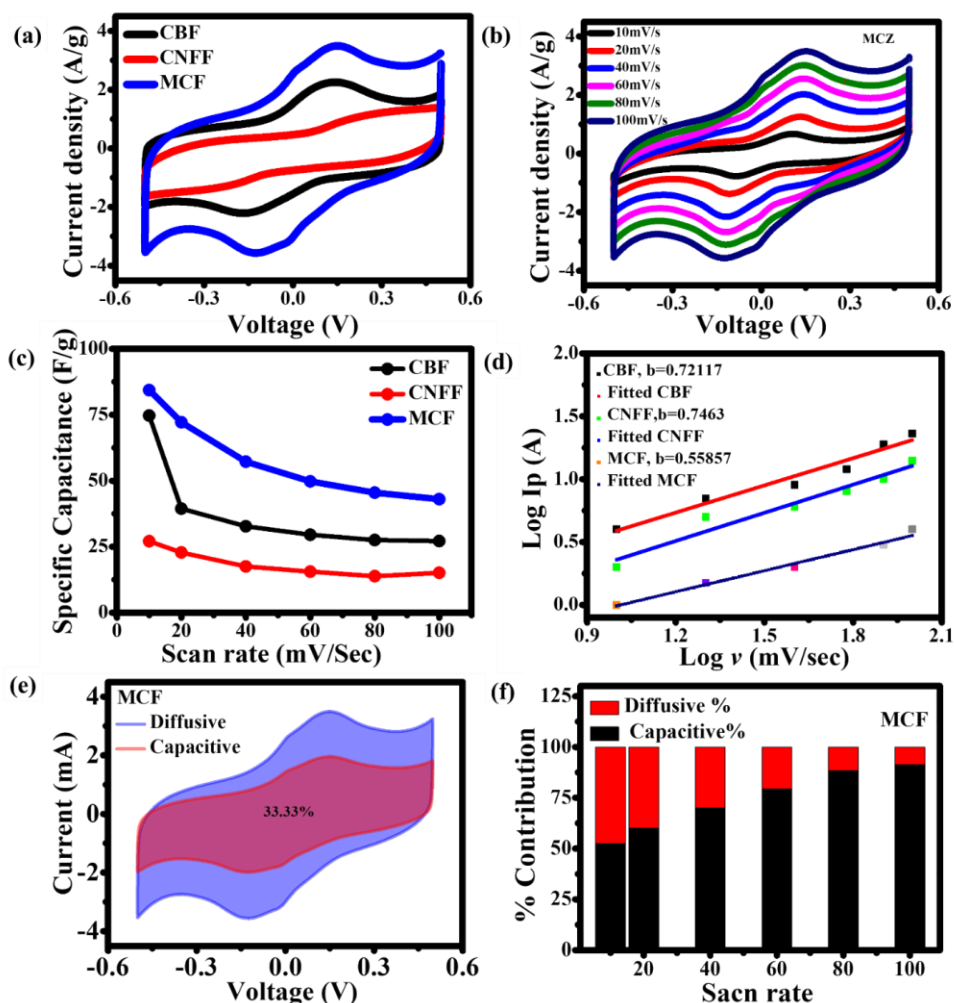 (a)
CBF
CNFF
MCF
Current density (A/g)
4
2
0
-2
-4
-0.6
-0.3
0.0
0.3
0.6
Voltage (V)
(b)
10mV/s
20mV/s
40mV/s
60mV/s
80mV/s
100mV/s
MCZ
Current density (A/g)
4
2
0
-2
-4
-0.6
-0.3
0.0
0.3
0.6
Voltage (V)
(c)
CBF
CNFF
MCF
Specific Capacitance (F/g)
100
75
50
25
0
0
20
40
60
80
100
Scan rate (mV/Sec)
(d)
CBF, b=0.72117
Fitted CBF
CNFF,b=0.7463
Fitted CNFF
MCF, b=0.55857
Fitted MCF
Log Ip (A)
2.0
1.5
1.0
0.5
0.0
0.9
1.2
1.5
1.8
2.1
Log ν (mV/sec)
(e)
MCF
Diffusive
Capacitive
33.33%
Current (mA)
4
2
0
-2
-4
-0.6
-0.3
0.0
0.3
0.6
Voltage (V)
(f)
Diffusive %
Capacitive%
MCF
% Contribution
125
100
75
50
25
0
20
40
60
80
100
Sacn rate